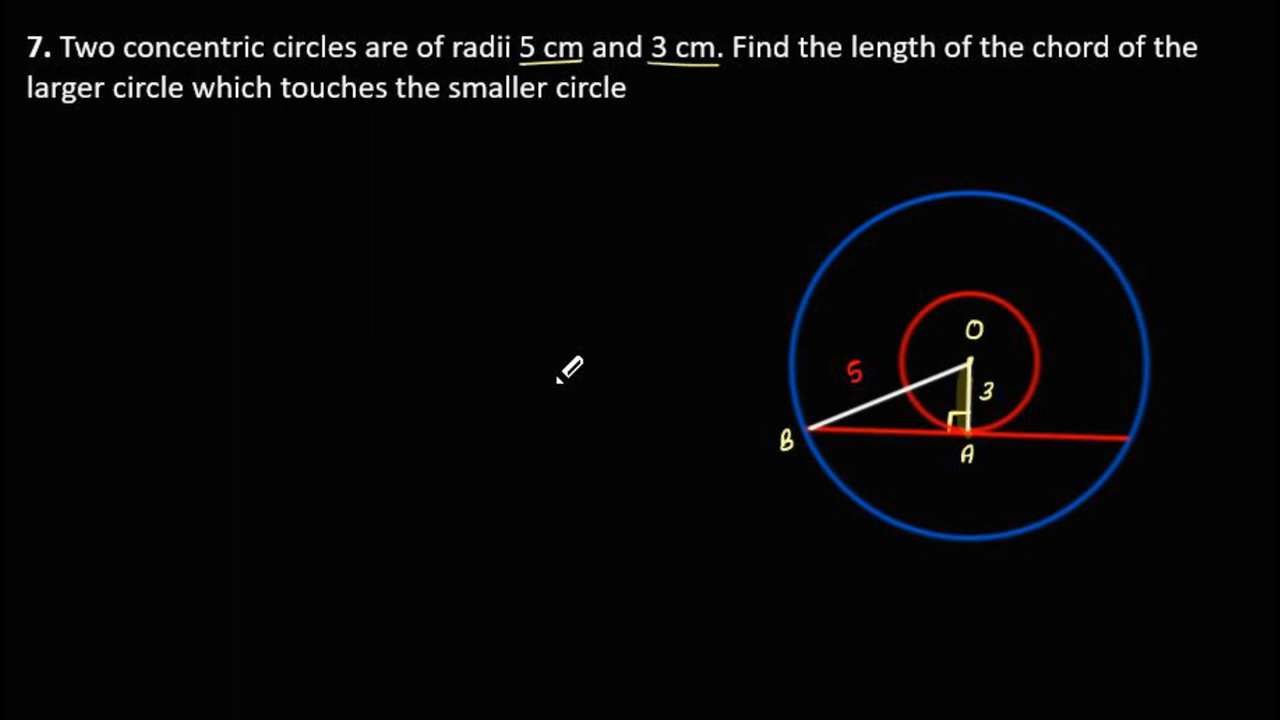 7. Two concentric circles are of radii 5 cm and 3 cm. Find the length of the chord of the
larger circle which touches the smaller circle
O
5
3
B
A